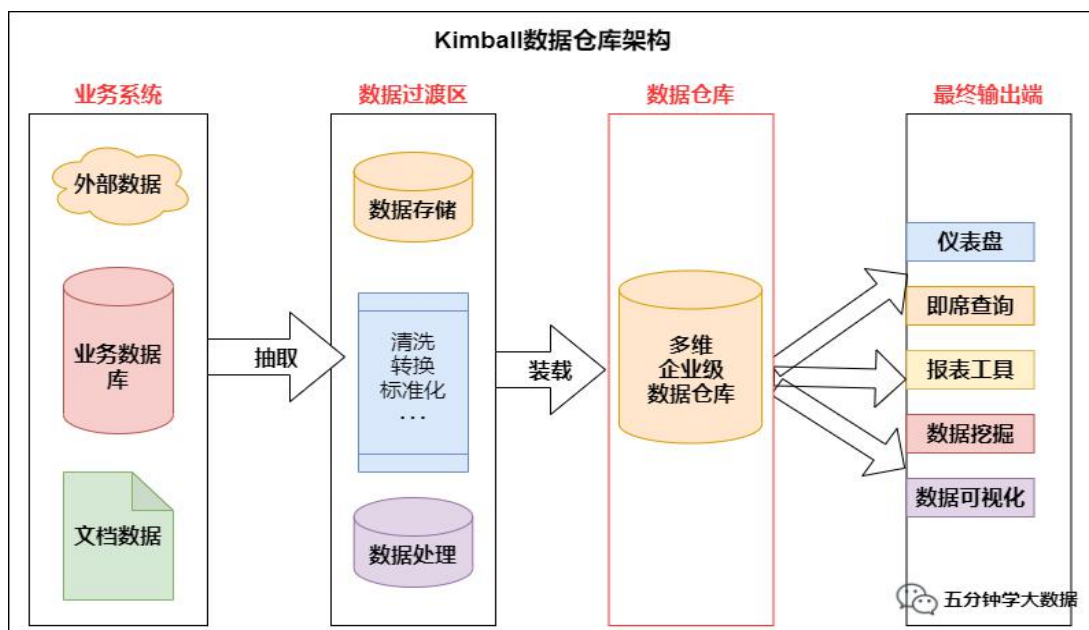 Kimball数据仓库架构
业务系统
外部数据
业务数据
库
文档数据
抽取
数据过渡区
数据存储
清洗
转换
标准化
...
数据处理
装载
数据仓库
多维
企业级
数据仓库
最终输出端
仪表盘
即席查询
报表工具
数据挖掘
数据可视化
五分钟学大数据